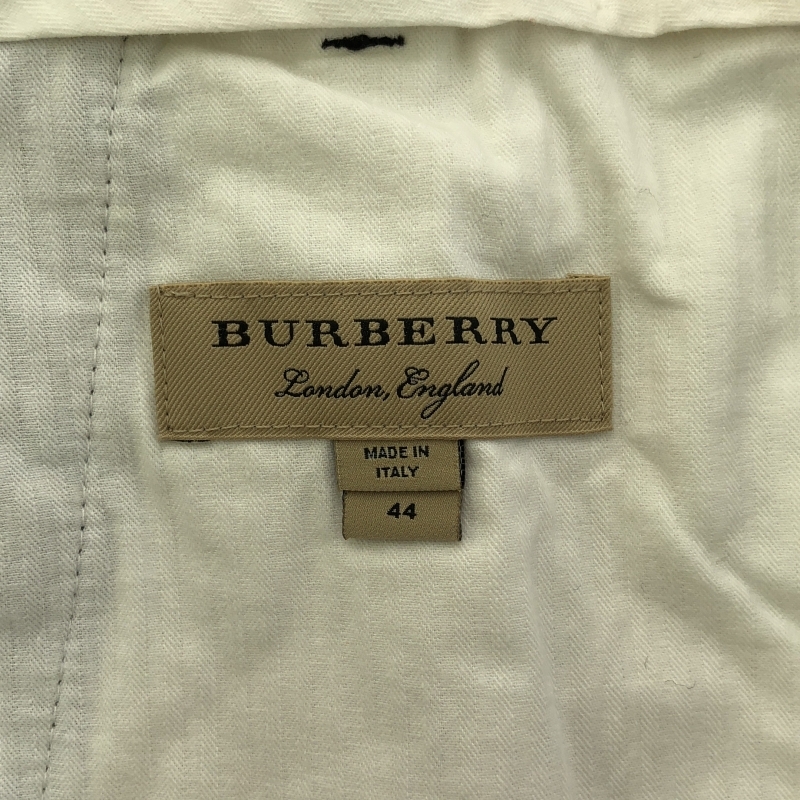 BURBERRY
London, England
MADE IN
ITALY
44